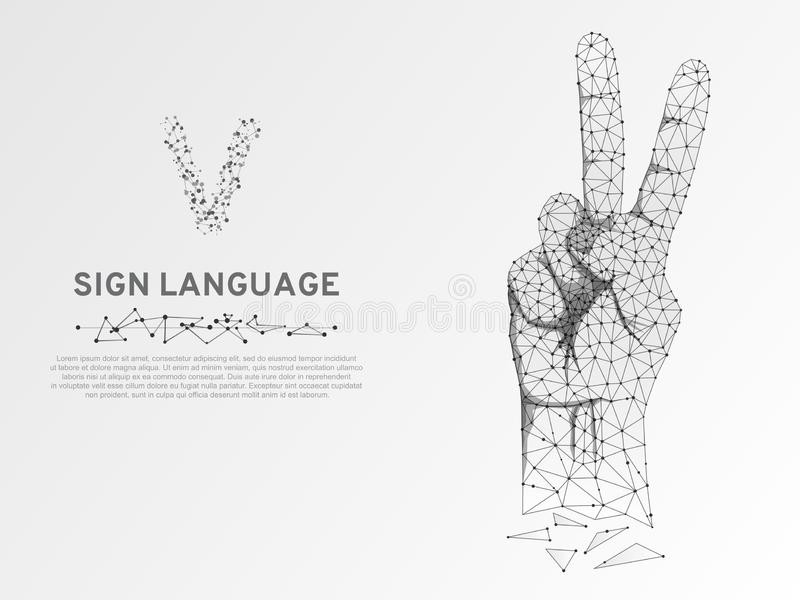 V
SIGN LANGUAGE
Lorem ipsum dolor sit amet, consectetur adipiscing elit, sed do eiusmod tempor incididunt
ut labore et dolore magna aliqua. Ut enim ad minim veniam, quis nostrud exercitation ullamco
laboris nisi ut aliquip ex ea commodo consequat. Duis aute irure dolor in reprehenderit
in voluptate velit esse cillum dolore eu fugiat nulla pariatur. Excepteur sint occaecat cupidatat
non proident, sunt in culpa qui officia deserunt mollit anim id est laborum.
dreamstime.com